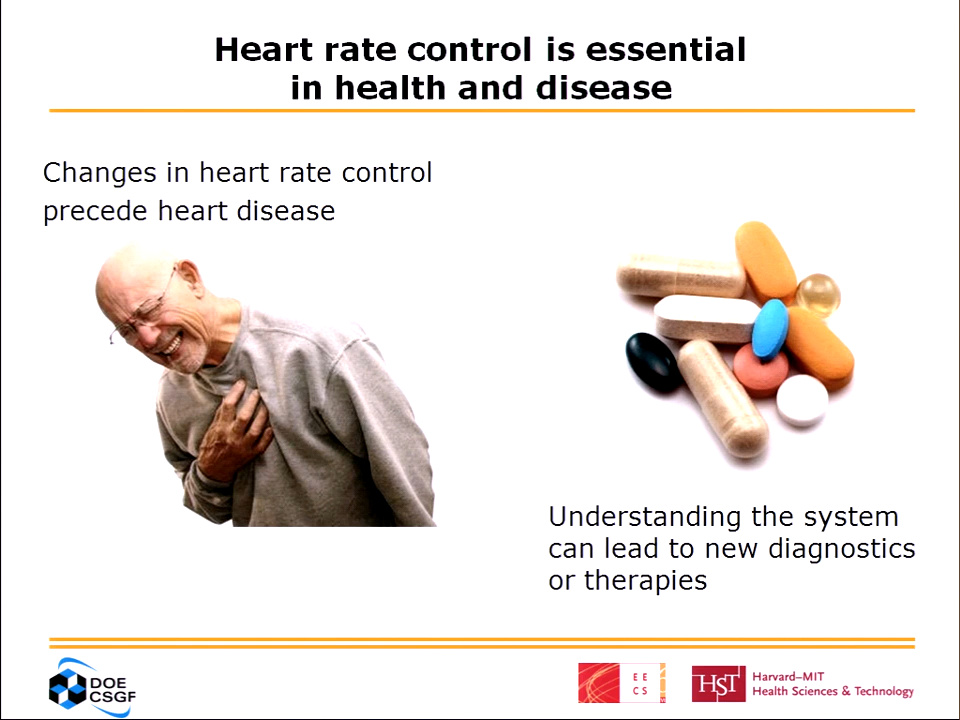 Heart rate control is essential
in health and disease
Changes in heart rate control
precede heart disease
Understanding the system
can lead to new diagnostics
or therapies
DOE
CSGF
E E
C S
HST
Harvard–MIT
Health Sciences & Technology